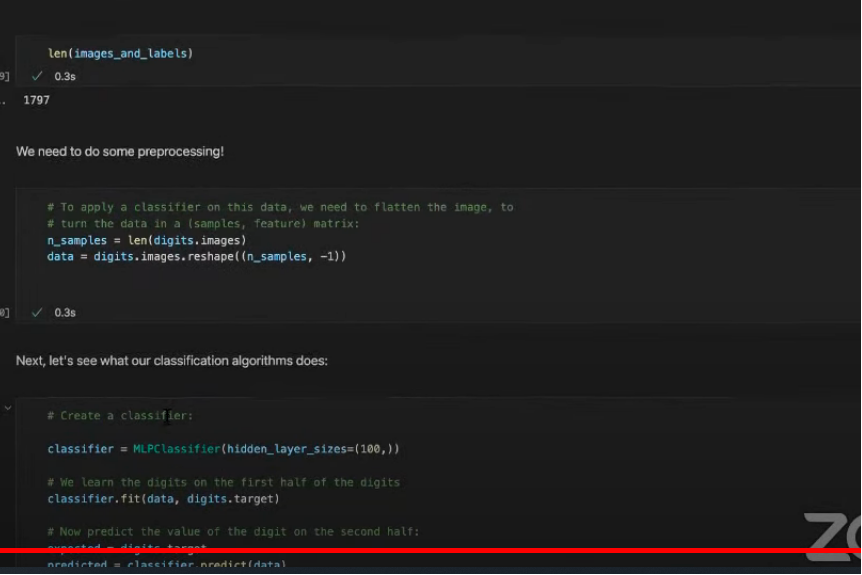 len(images_and_labels)
9]
0.3s
1797
We need to do some preprocessing!
# To apply a classifier on this data, we need to flatten the image, to
# turn the data in a (samples, feature) matrix:
n_samples = len(digits.images)
data = digits.images.reshape((n_samples, -1))
0]
0.3s
Next, let's see what our classification algorithms does:
# Create a classifier:
classifier = MLPClassifier(hidden_layer_sizes=(100,))
# We learn the digits on the first half of the digits
classifier.fit(data, digits.target)
# Now predict the value of the digit on the second half:
expected = digits.target
predicted = classifier.predict(data)